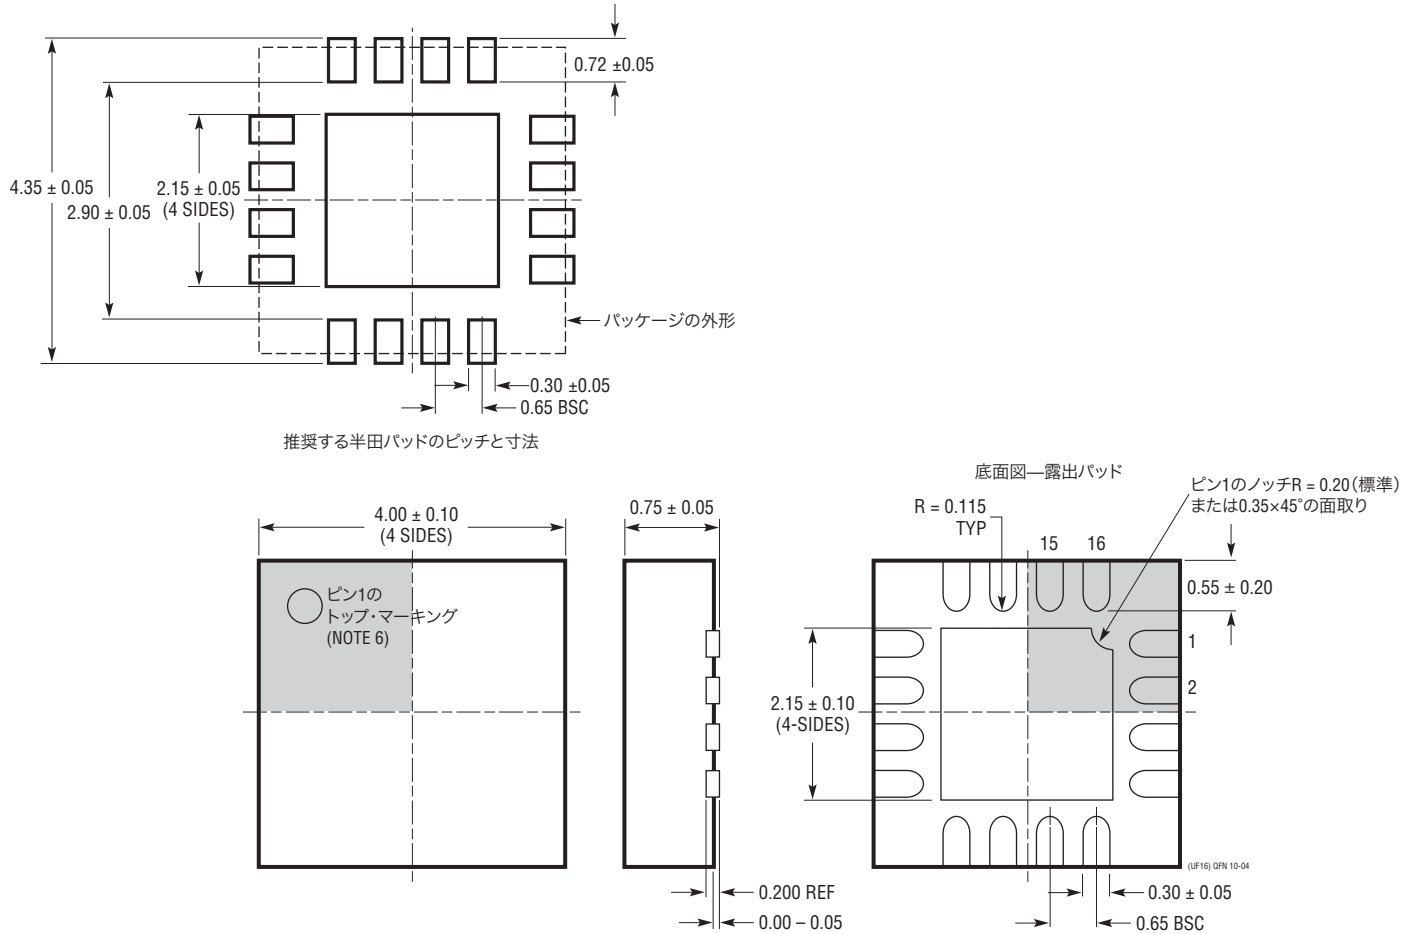 0.72 ±0.05
4.35 ± 0.05
2.90 ± 0.05
2.15 ± 0.05
(4 SIDES)
パッケージの外形
0.30 ±0.05
0.65 BSC
推奨する半田パッドのピッチと寸法
4.00 ± 0.10
(4 SIDES)
ピン1の
トップ・マーキング
(NOTE 6)
0.75 ± 0.05
0.200 REF
0.00 – 0.05
底面図—露出パッド
R = 0.115
TYP
15
16
ピン1のノッチR = 0.20(標準)
または0.35×45°の面取り
0.55 ± 0.20
1
2
2.15 ± 0.10
(4-SIDES)
(UF16) QFN 10-04
0.30 ± 0.05
0.65 BSC